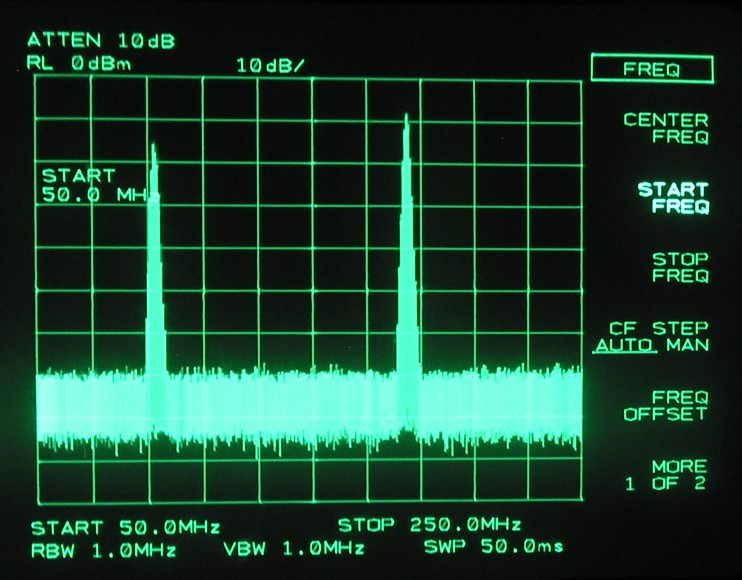 ATTEN 10dB
RL 0dBm 10dB/
FREQ
CENTER
FREQ
START
50.0 MHz
START
FREQ
STOP
FREQ
CF STEP
AUTO MAN
FREQ
OFFSET
MORE
1 OF 2
START 50.0MHz STOP 250.0MHz
RBW 1.0MHz VBW 1.0MHz SWP 50.0ms